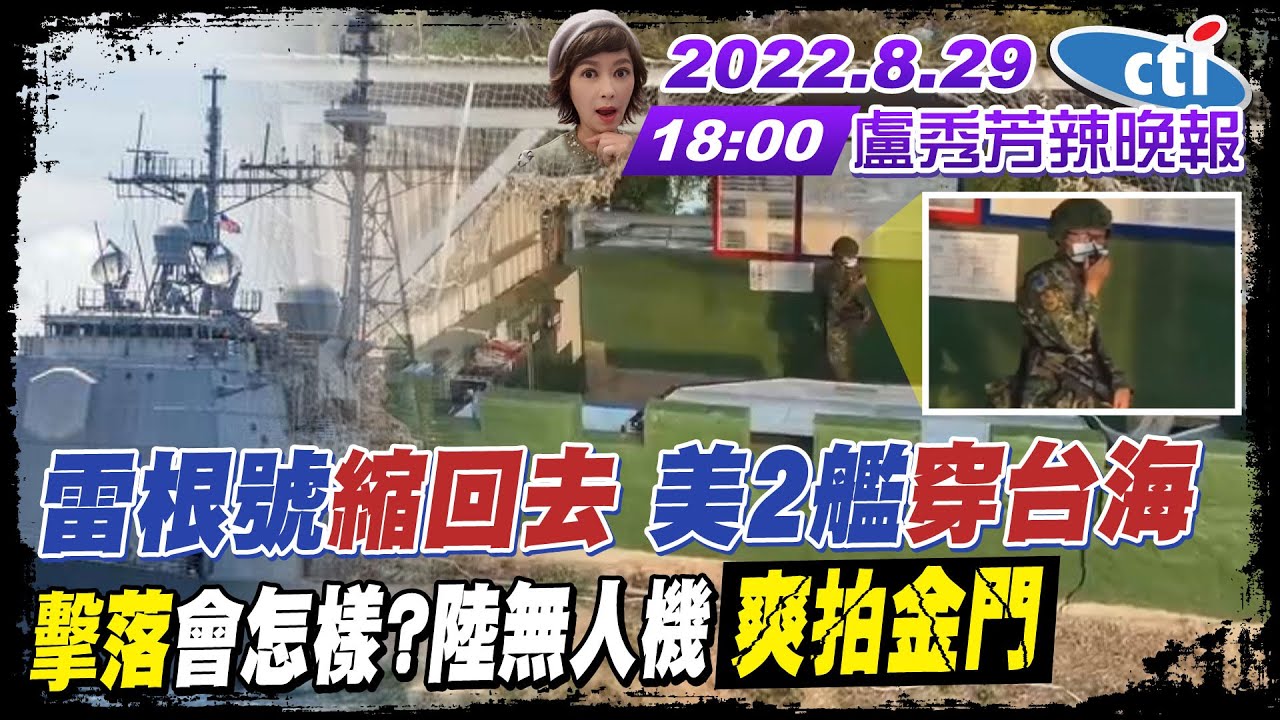 2022.8.29
cti
18:00 盧秀芳辣晚報
雷根號縮回去 美2艦穿台海
擊落會怎樣?陸無人機 爽拍金門